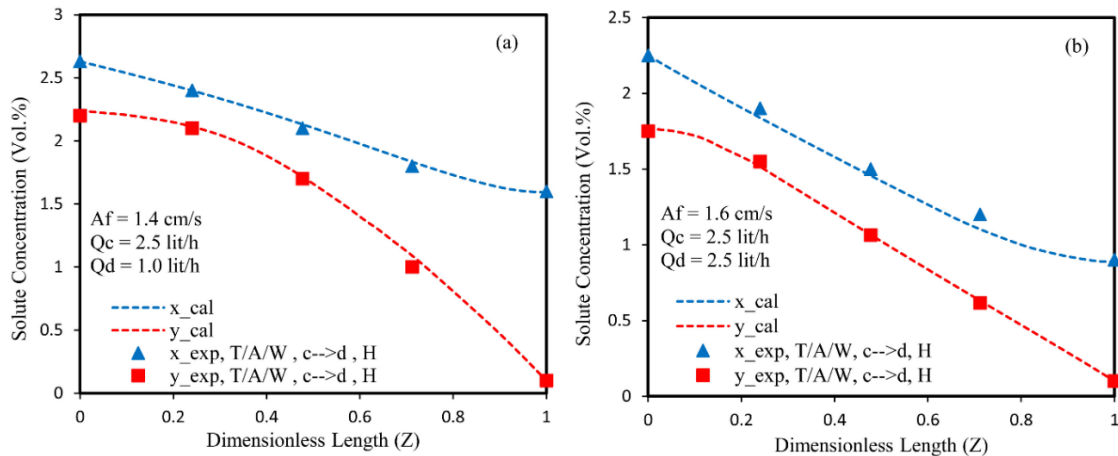 (a)
Solute Concentration (Vol.%)
3
2.5
2
1.5
1
0.5
0
Af = 1.4 cm/s
Qc = 2.5 lit/h
Qd = 1.0 lit/h
x_cal
y_cal
x_exp, T/A/W , c-->d , H
y_exp, T/A/W , c-->d , H
0 0.2 0.4 0.6 0.8 1
Dimensionless Length (Z)
(b)
Solute Concentration (Vol.%)
2.5
2
1.5
1
0.5
0
Af = 1.6 cm/s
Qc = 2.5 lit/h
Qd = 2.5 lit/h
x_cal
y_cal
x_exp, T/A/W, c-->d, H
y_exp, T/A/W, c-->d, H
0 0.2 0.4 0.6 0.8 1
Dimensionless Length (Z)